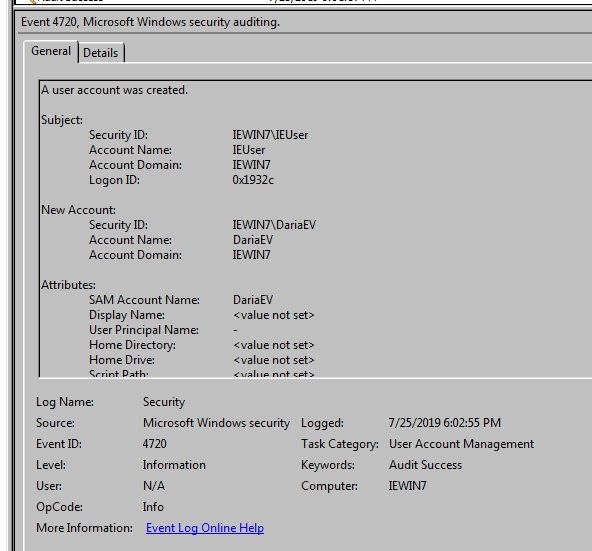 Event 4720, Microsoft Windows security auditing.
General Details
A user account was created.
Subject:
Security ID: IEWIN7\IEUser
Account Name: IEUser
Account Domain: IEWIN7
Logon ID: 0x1932c
New Account:
Security ID: IEWIN7\DariaEV
Account Name: DariaEV
Account Domain: IEWIN7
Attributes:
SAM Account Name: DariaEV
Display Name: <value not set>
User Principal Name: -
Home Directory: <value not set>
Home Drive: <value not set>
Script Path: <value not set>
Log Name: Security
Source: Microsoft Windows security Logged: 7/25/2019 6:02:55 PM
Event ID: 4720 Task Category: User Account Management
Level: Information Keywords: Audit Success
User: N/A Computer: IEWIN7
OpCode: Info
More Information: Event Log Online Help